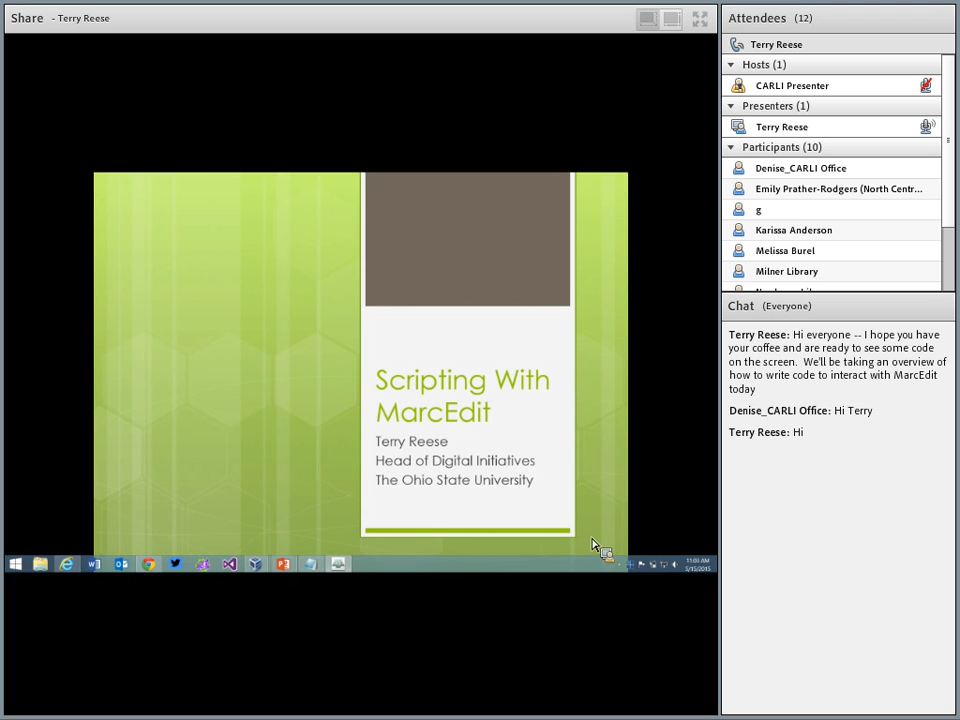 Share - Terry Reese
Scripting With
MarcEdit
Terry Reese
Head of Digital Initiatives
The Ohio State University
5/15/2015
Attendees (12)
Terry Reese
Hosts (1)
CARLI Presenter
Presenters (1)
Terry Reese
Participants (10)
Denise_CARLI Office
Emily Prather-Rodgers (North Centr...
g
Karissa Anderson
Melissa Burel
Milner Library
Chat (Everyone)
Terry Reese: Hi everyone -- I hope you have
your coffee and are ready to see some code
on the screen. We'll be taking an overview of
how to write code to interact with MarcEdit
today
Denise_CARLI Office: Hi Terry
Terry Reese: Hi